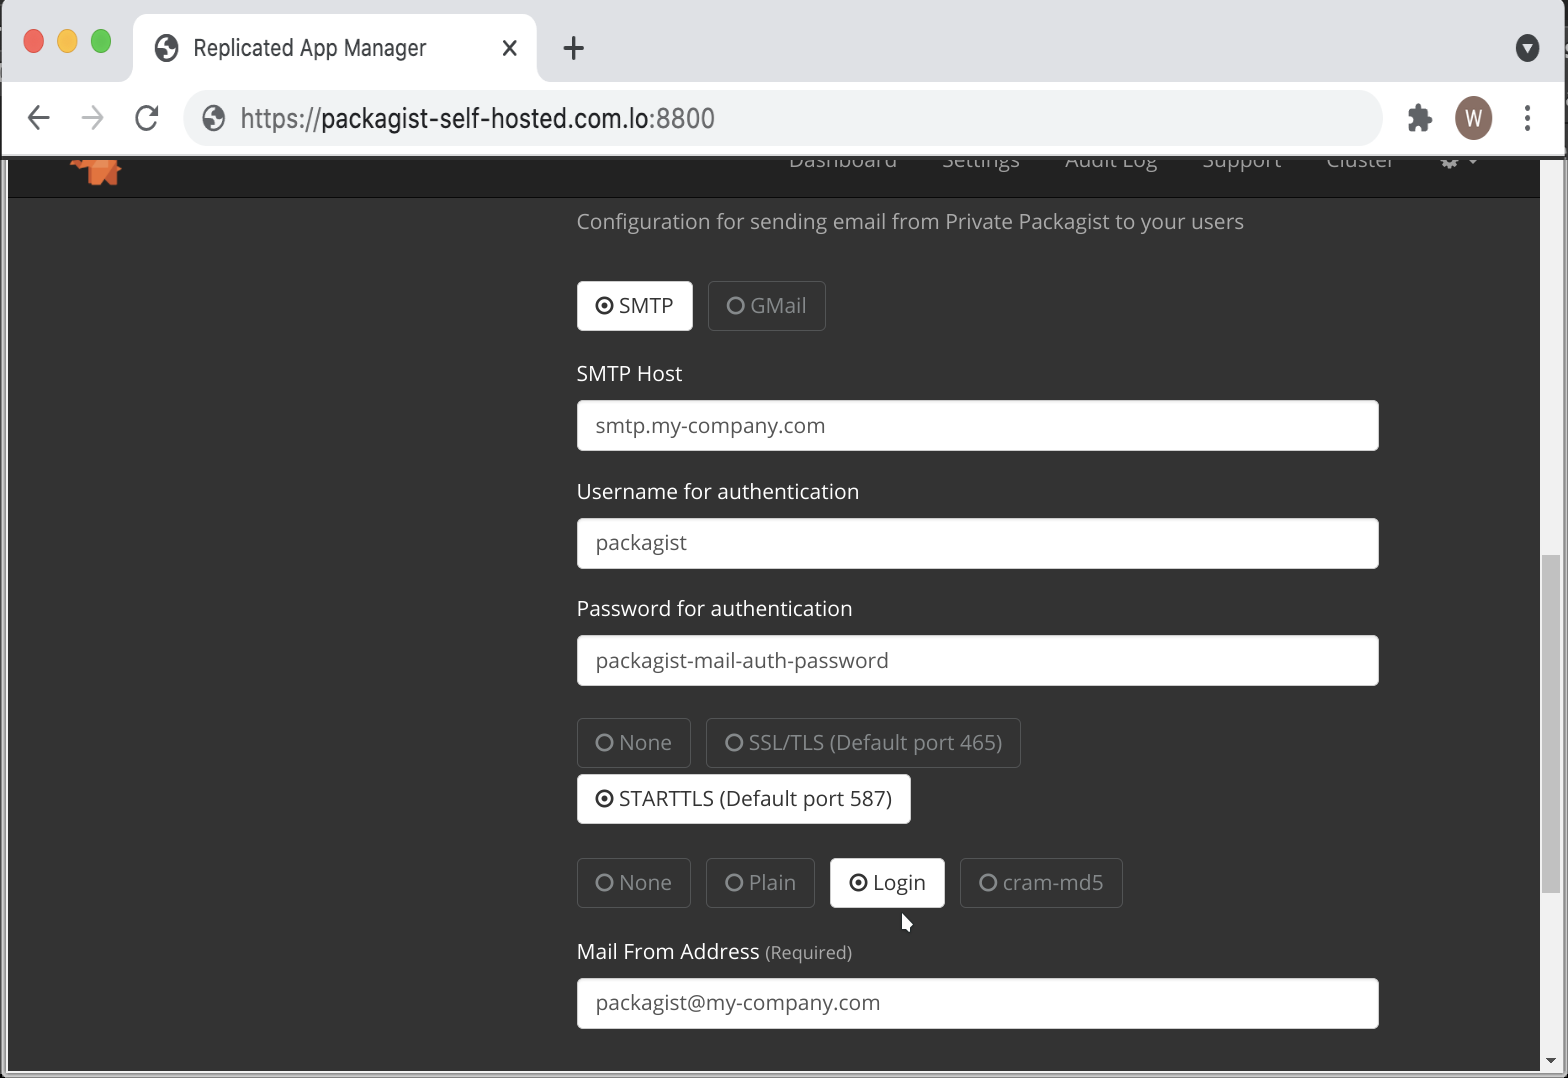 Replicated App Manager
https://packagist-self-hosted.com.lo:8800
W
Dashboard Settings Audit Log Support Cluster
Configuration for sending email from Private Packagist to your users
SMTP GMail
SMTP Host
smtp.my-company.com
Username for authentication
packagist
Password for authentication
packagist-mail-auth-password
None SSL/TLS (Default port 465)
STARTTLS (Default port 587)
None Plain Login cram-md5
Mail From Address (Required)
packagist@my-company.com